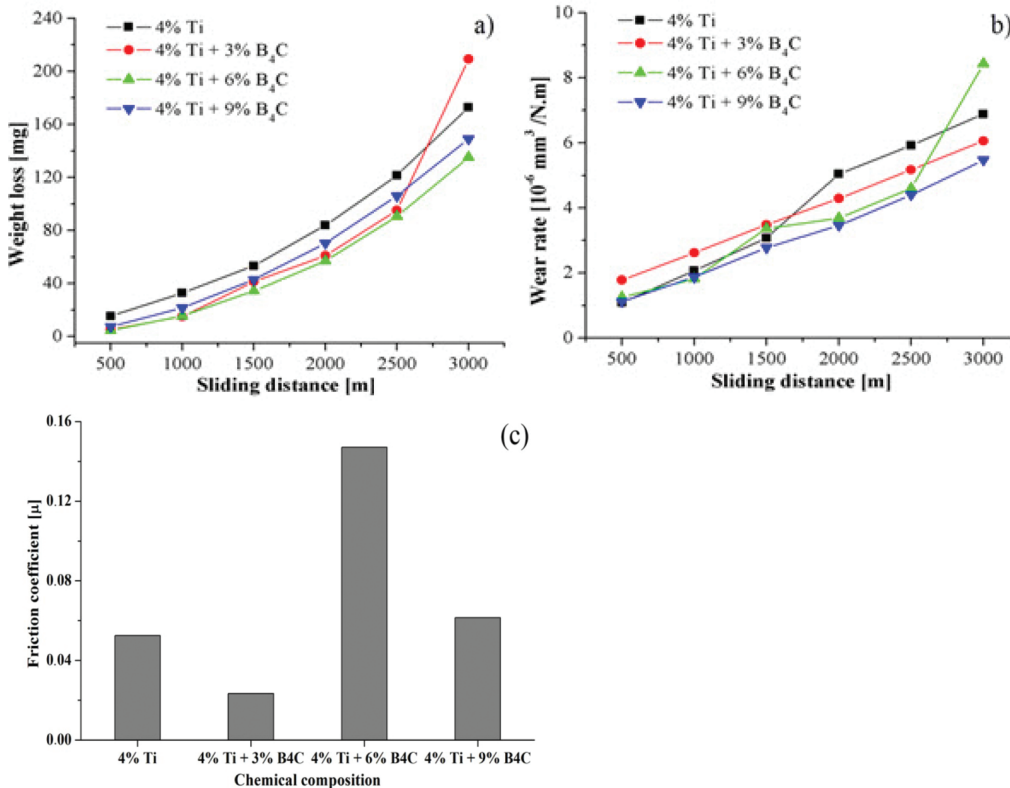 a)
4% Ti
4% Ti + 3% B₄C
4% Ti + 6% B₄C
4% Ti + 9% B₄C
240
200
160
120
80
40
0
Weight loss [mg]
500 1000 1500 2000 2500 3000
Sliding distance [m]
b)
4% Ti
4% Ti + 3% B₄C
4% Ti + 6% B₄C
4% Ti + 9% B₄C
10
8
6
4
2
0
Wear rate [10⁻⁶ mm³ /N.m]
500 1000 1500 2000 2500 3000
Sliding distance [m]
(c)
0.16
0.12
0.08
0.04
0.00
Friction coefficient [μ]
4% Ti 4% Ti + 3% B4C 4% Ti + 6% B4C 4% Ti + 9% B4C
Chemical composition